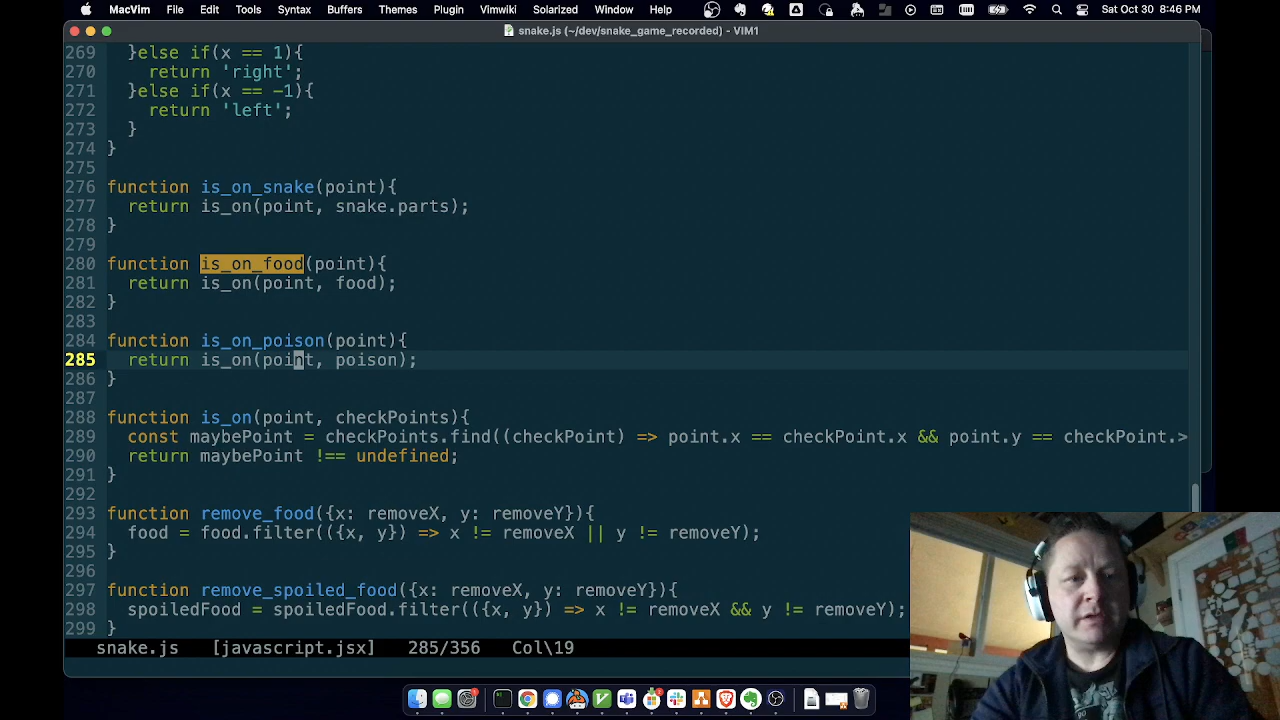 MacVim File Edit Tools Syntax Buffers Themes Plugin Vimwiki Solarized Window Help Sat Oct 30 8:46 PM
snake.js (~/dev/snake_game_recorded) - VIM1
269 }else if(x == 1){
270 return 'right';
271 }else if(x == -1){
272 return 'left';
273 }
274 }
275
276 function is_on_snake(point){
277 return is_on(point, snake.parts);
278 }
279
280 function is_on_food(point){
281 return is_on(point, food);
282 }
283
284 function is_on_poison(point){
285 return is_on(point, poison);
286 }
287
288 function is_on(point, checkPoints){
289 const maybePoint = checkPoints.find((checkPoint) => point.x == checkPoint.x && point.y == checkPoint.>
290 return maybePoint !== undefined;
291 }
292
293 function remove_food({x: removeX, y: removeY}){
294 food = food.filter(({x, y}) => x != removeX || y != removeY);
295 }
296
297 function remove_spoiled_food({x: removeX, y: removeY}){
298 spoiledFood = spoiledFood.filter(({x, y}) => x != removeX && y != removeY);
299 }
snake.js [javascript.jsx] 285/356 Col\19